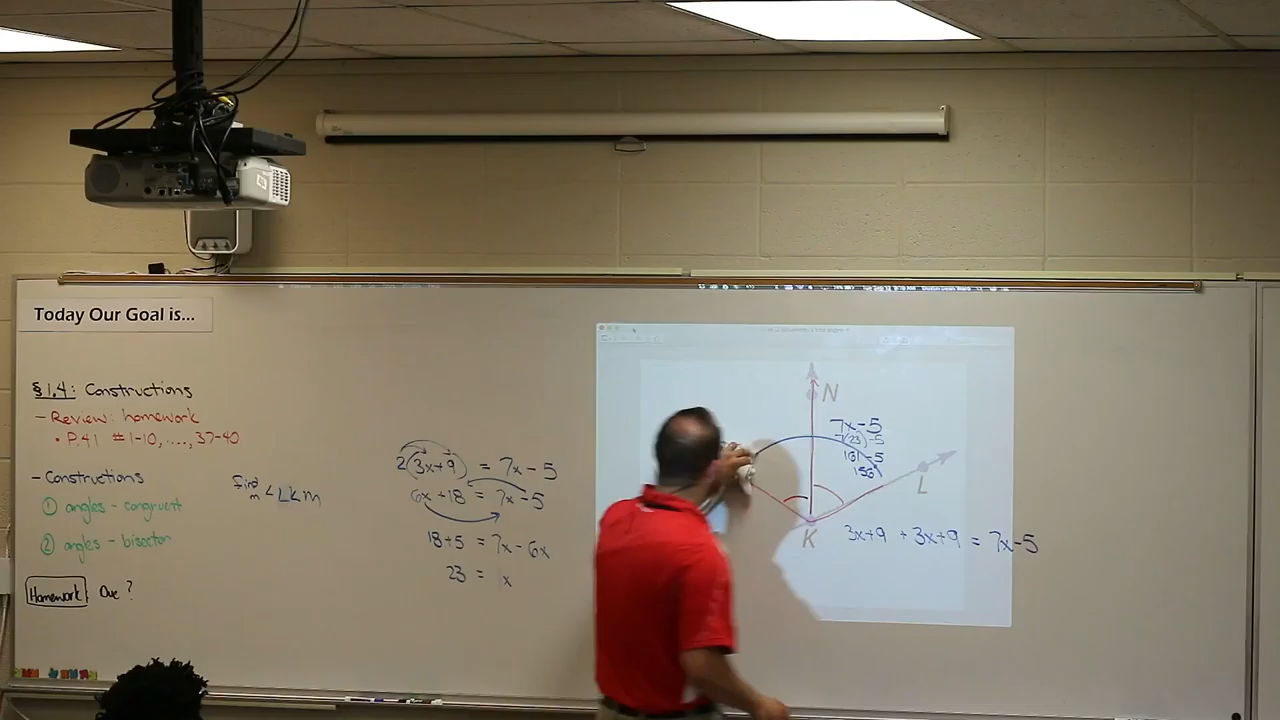 Today Our Goal is...
§1.4: Constructions
- Review: homework
• P.41 #1-10, ...., 37-40
- Constructions
① angles - congruent
② angles - bisector
Homework Due?
find
m<LKM
2(3x+9) = 7x-5
6x+18 = 7x-5
18+5 = 7x-6x
23 = x
N
7x-5
7(23)-5
161-5
156°
L
K
3x+9 +3x+9 = 7x-5